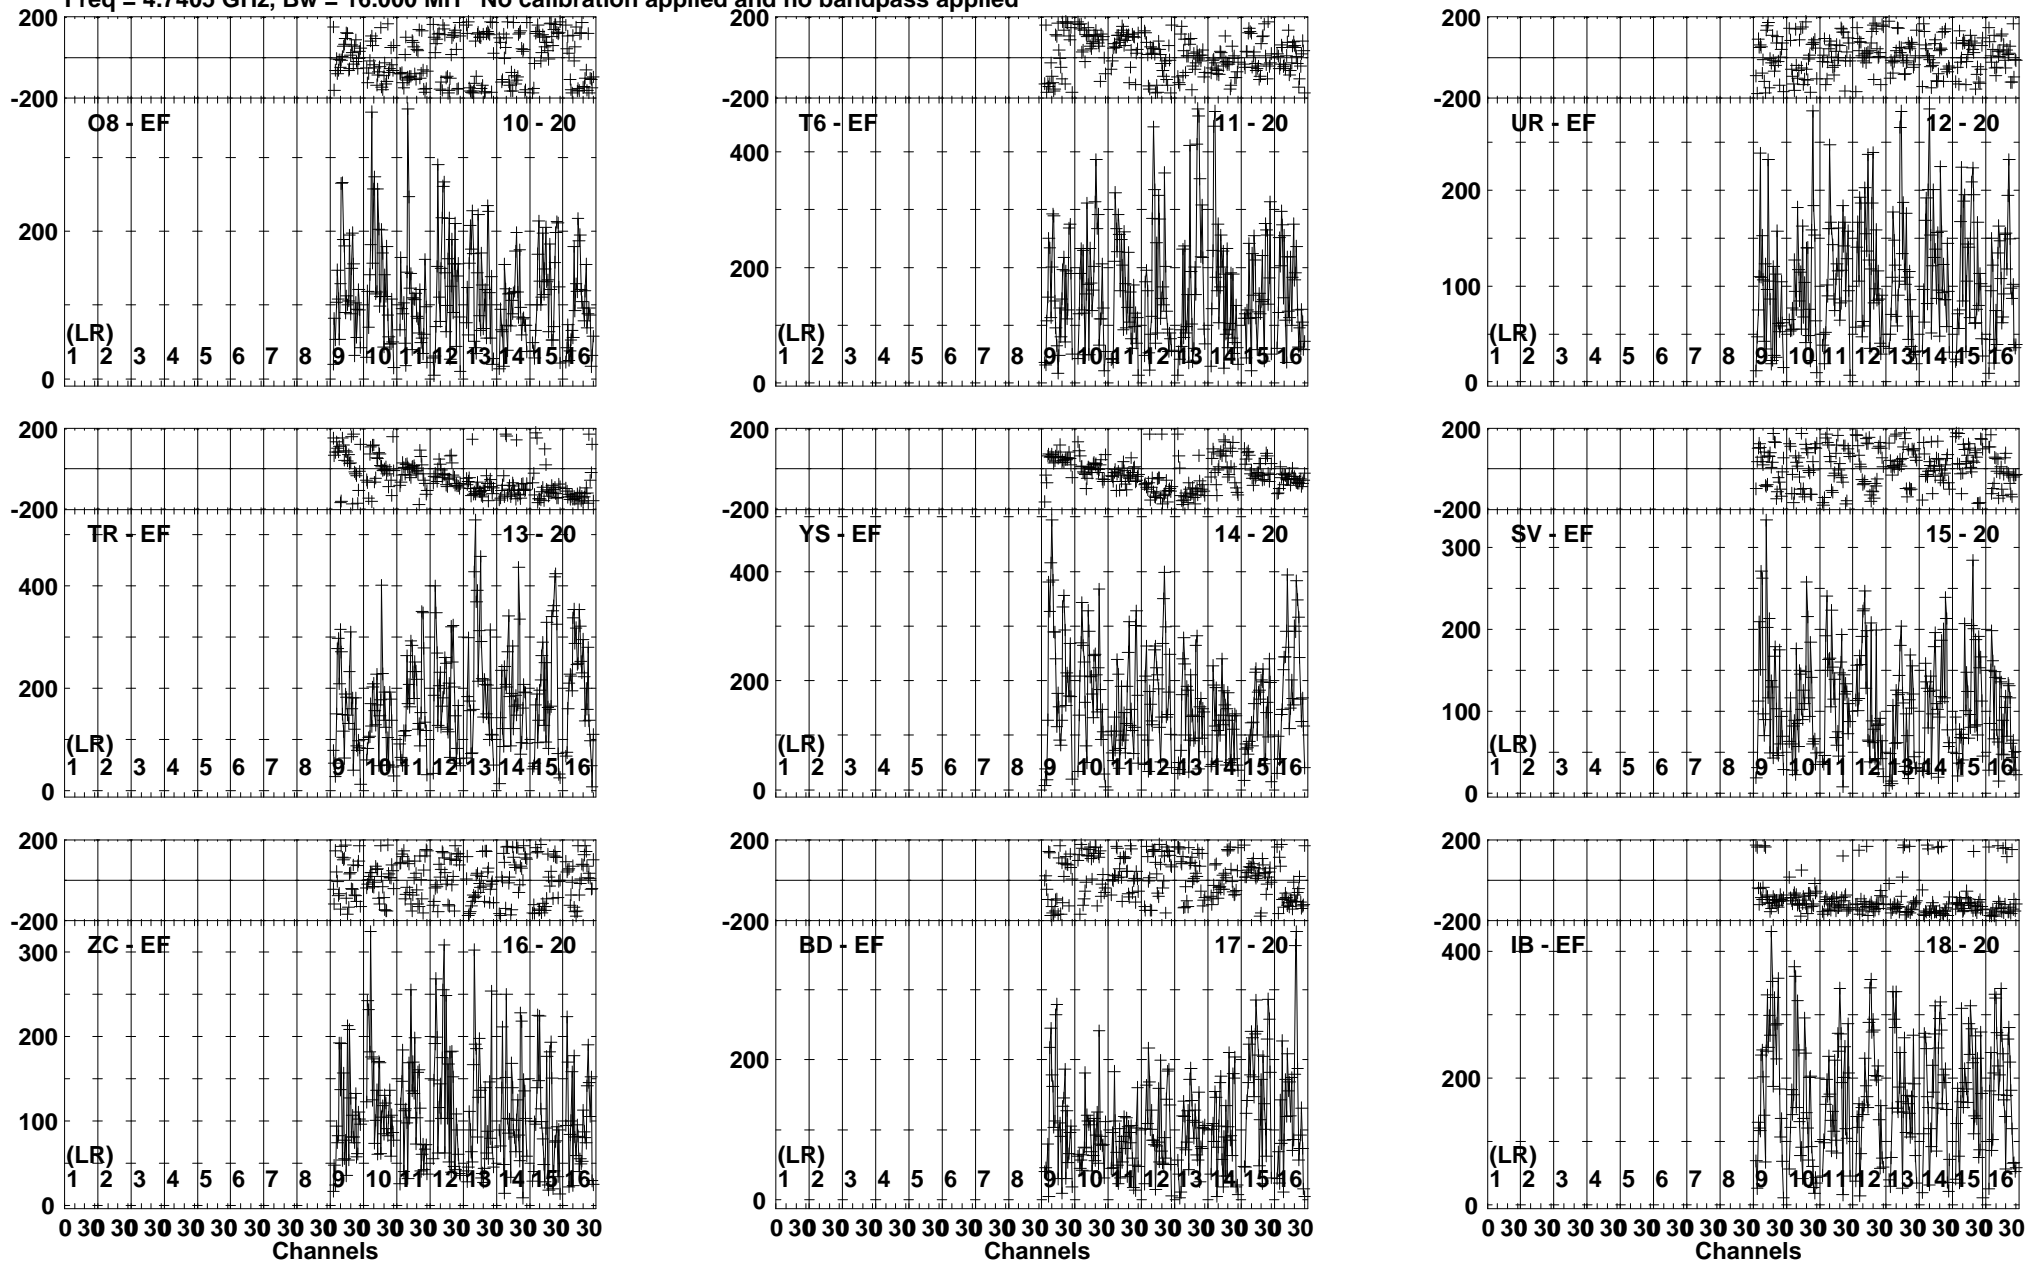 Freq = 4.7405 GHz, Bw = 16.000 MH No calibration applied and no bandpass applied
200 200 200
-200 -200 -200
O8 - EF 10 - 20 T6 - EF 11 - 20 UR - EF 12 - 20
400
200 200 200
100
(LR) (LR) (LR)
1 2 3 4 5 6 7 8 9 10 11 12 13 14 15 16 1 2 3 4 5 6 7 8 9 10 11 12 13 14 15 16 1 2 3 4 5 6 7 8 9 10 11 12 13 14 15 16
0 0 0
200 200 200
-200 -200 -200
TR - EF 13 - 20 YS - EF 14 - 20 SV - EF 15 - 20
400 400 300
200 200 200
100
(LR) (LR)
1 2 3 4 5 6 7 8 9 10 11 12 13 14 15 16 1 2 3 4 5 6 7 8 9 10 11 12 13 14 15 16 1 2 3 4 5 6 7 8 9 10 11 12 13 14 15 16
(LR)
0 0 0
200 200 200
-200 -200 -200
ZC - EF 16 - 20 BD - EF 17 - 20 IB - EF 18 - 20
300 400
200 200 200
100
(LR) (LR) (LR)
1 2 3 4 5 6 7 8 9 10 11 12 13 14 15 16 1 2 3 4 5 6 7 8 9 10 11 12 13 14 15 16 1 2 3 4 5 6 7 8 9 10 11 12 13 14 15 16
0 0 0
0 30 30 30 30 30 30 30 30 30 30 30 30 30 30 30 30 0 30 30 30 30 30 30 30 30 30 30 30 30 30 30 30 30 0 30 30 30 30 30 30 30 30 30 30 30 30 30 30 30 30
Channels Channels Channels